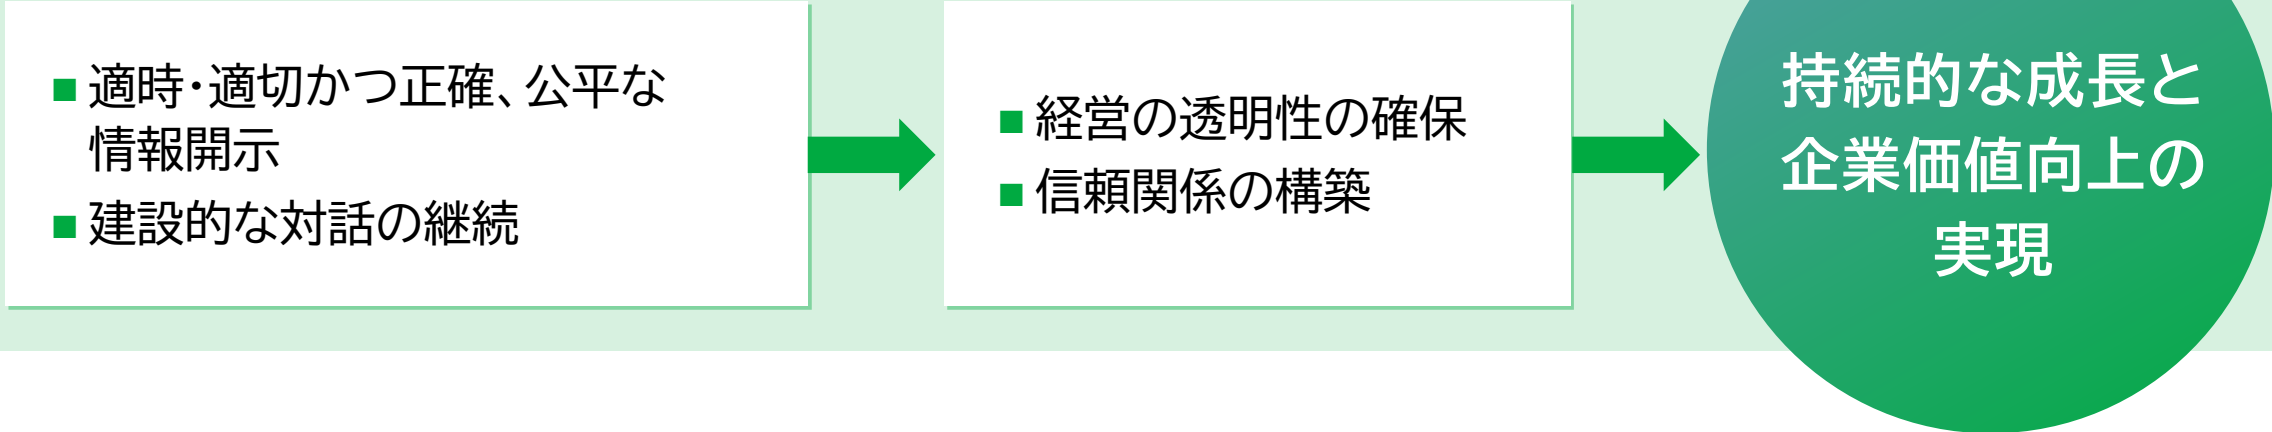 ■適時・適切かつ正確、公平な
情報開示
■建設的な対話の継続
■経営の透明性の確保
■信頼関係の構築
持続的な成長と
企業価値向上の
実現